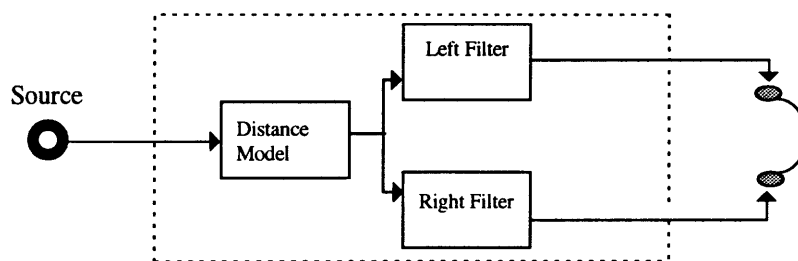 Source
Distance
Model
Left Filter
Right Filter